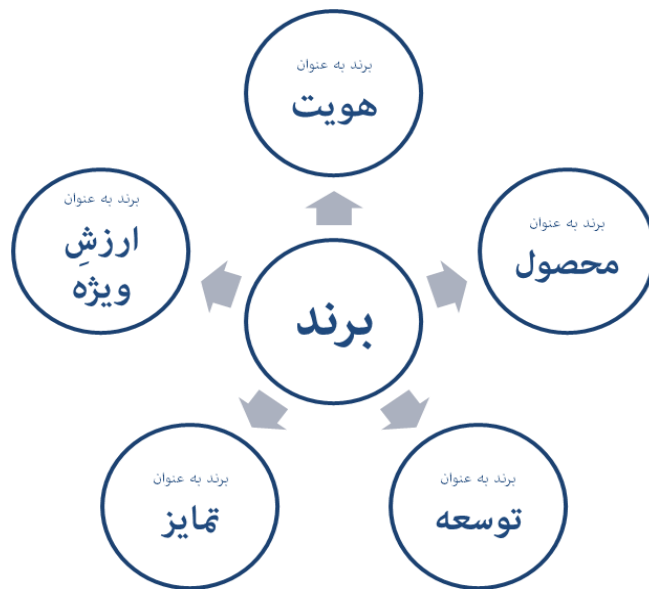 برند به عنوان
هویت
برند به عنوان
محصول
برند به عنوان
ارزشِ
ویژه
برند
برند به عنوان
توسعه
برند به عنوان
تمایز